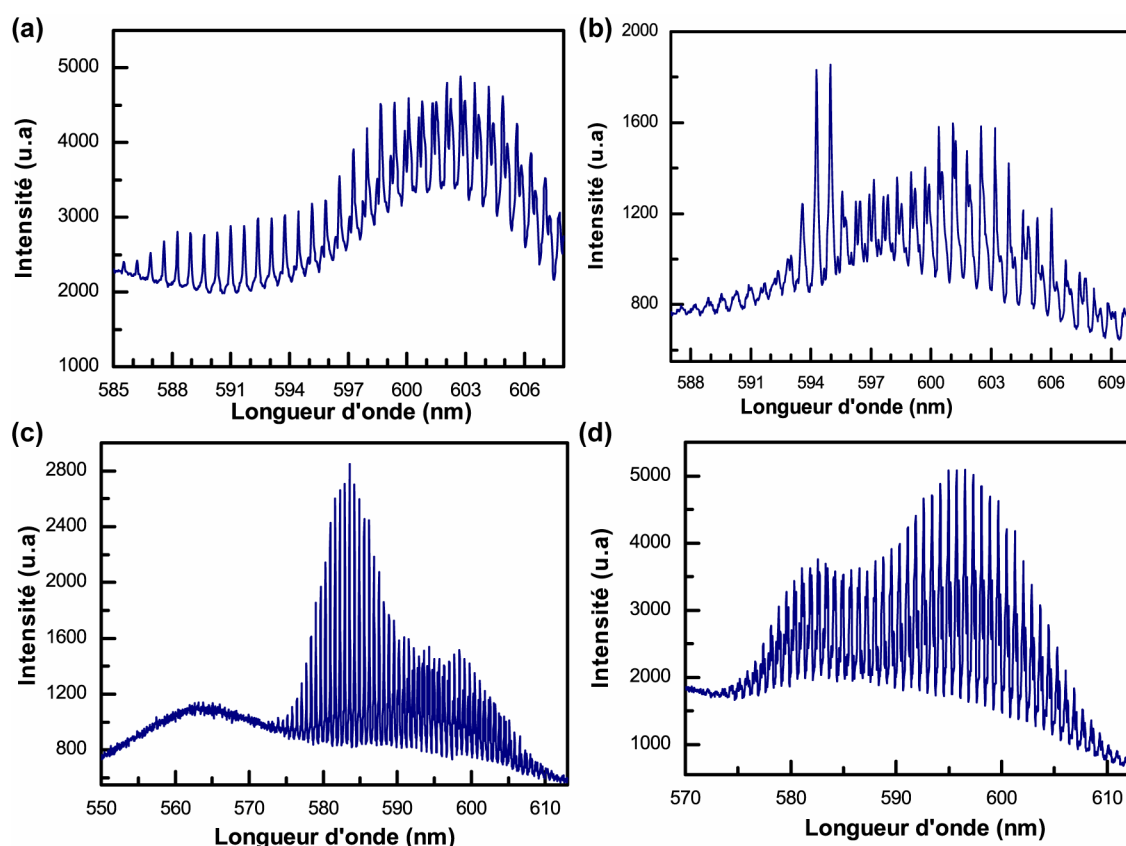 (a)
Intensité (u.a)
5000
4000
3000
2000
1000
585 588 591 594 597 600 603 606
Longueur d'onde (nm)
(b)
Intensité (u.a)
2000
1600
1200
800
588 591 594 597 600 603 606 609
Longueur d'onde (nm)
(c)
Intensité (u.a)
2800
2400
2000
1600
1200
800
550 560 570 580 590 600 610
Longueur d'onde (nm)
(d)
Intensité (u.a)
5000
4000
3000
2000
1000
570 580 590 600 610
Longueur d'onde (nm)